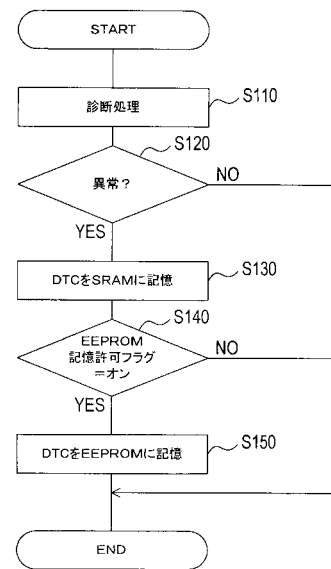 START
診断処理
S110
S120
異常？
NO
YES
DTCをSRAMに記憶
S130
S140
EEPROM
記憶許可フラグ
=オン
NO
YES
DTCをEEPROMに記憶
S150
END